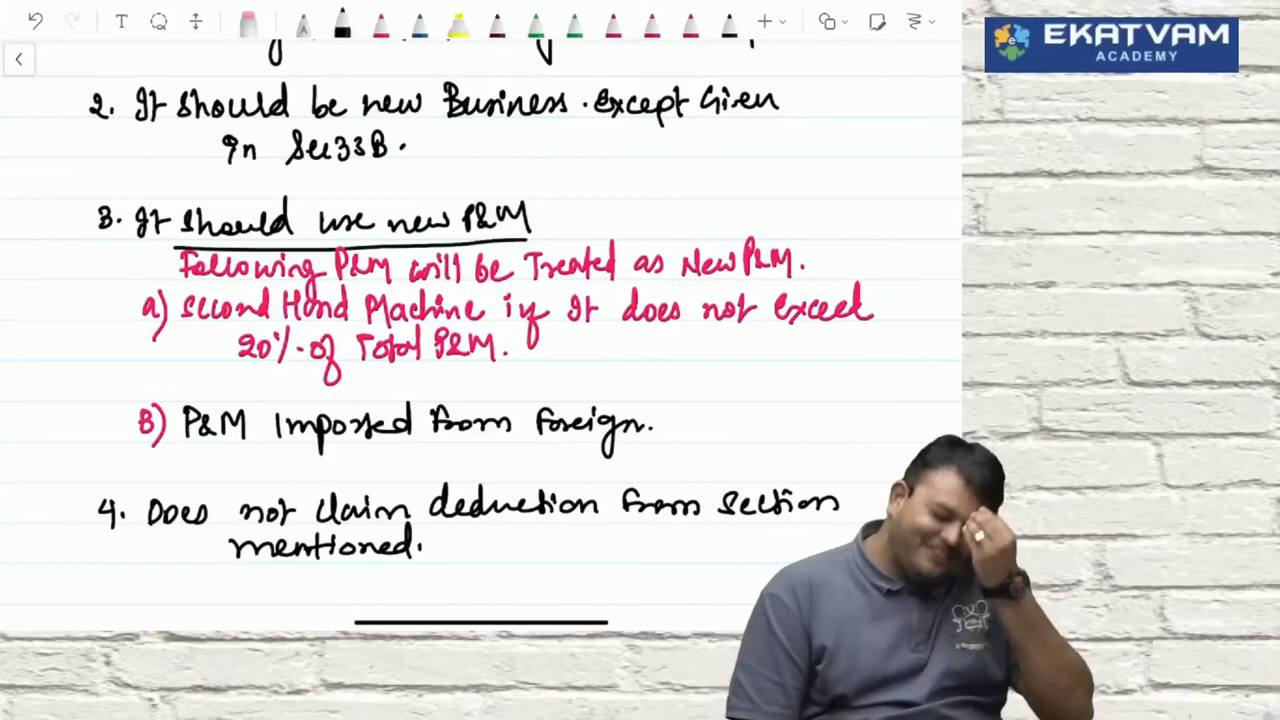 EKATVAM
ACADEMY
2. It should be new Business. Except Given
in Sec33B.
3. It should use new P&M
Following P&M will be Treated as New P&M.
a) Second Hand Machine if It does not exceed
20% of Total P&M.
B) P&M Imported from foreign.
4. Does not claim deduction from section
mentioned.